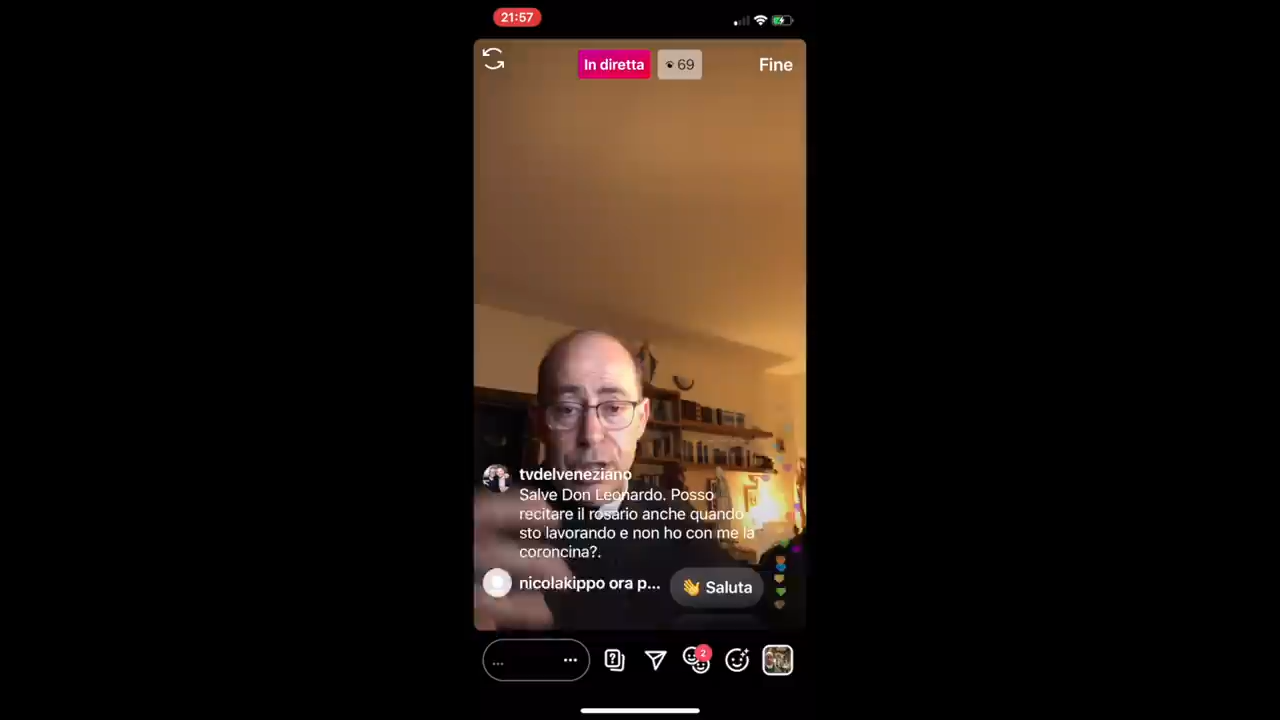 21:57
In diretta
69
Fine
tvdelveneziano
Salve Don Leonardo. Posso
recitare il rosario anche quando
sto lavorando e non ho con me la
coroncina?.
nicolakippo ora p...
👋 Saluta
...
2